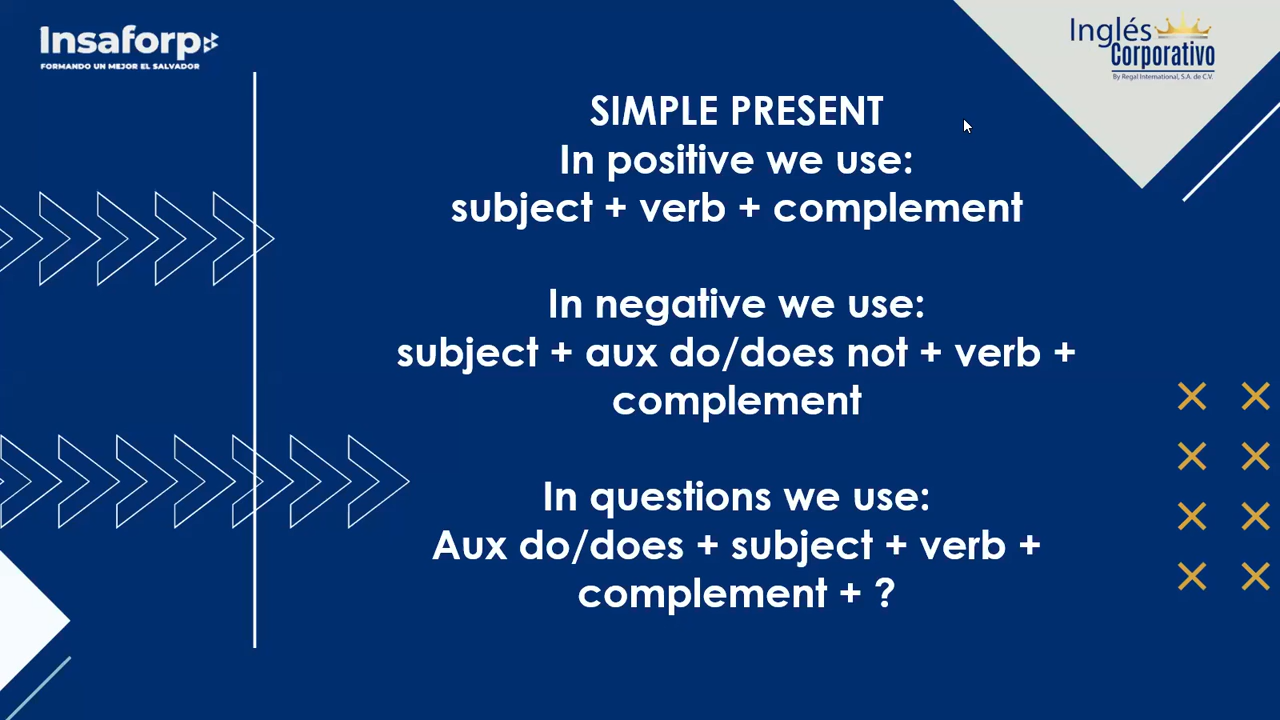 Insaforp
FORMANDO UN MEJOR EL SALVADOR
Inglés
Corporativo
By Regal International, S.A. de C.V.
SIMPLE PRESENT
In positive we use:
subject + verb + complement
In negative we use:
subject + aux do/does not + verb +
complement
In questions we use:
Aux do/does + subject + verb +
complement + ?